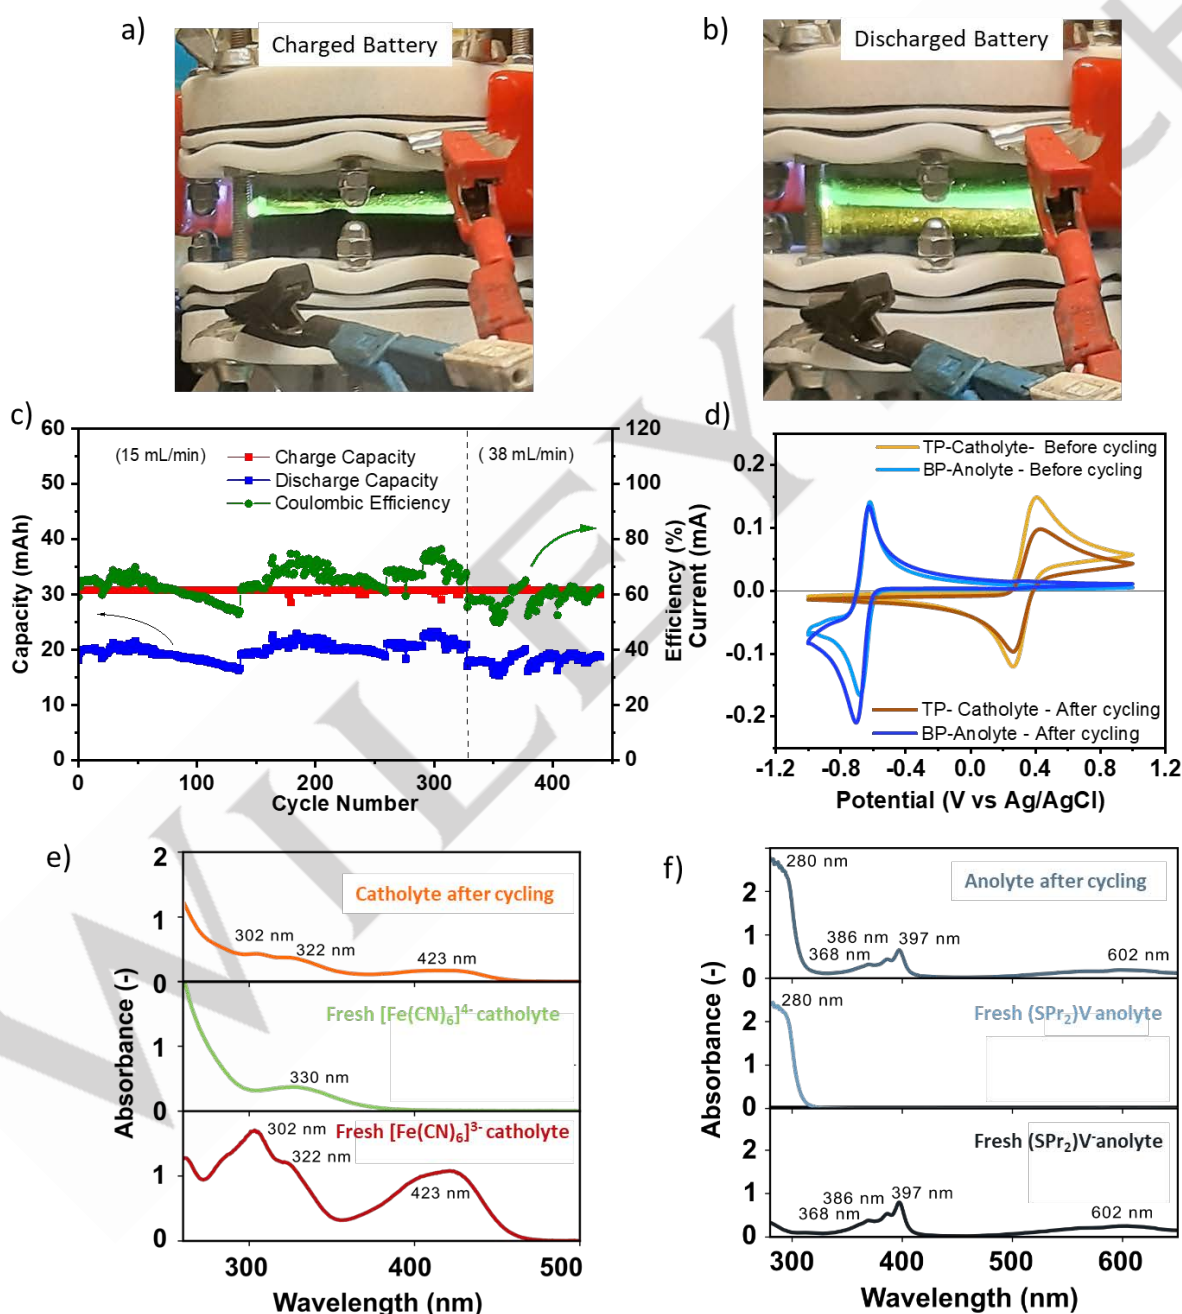 a)
Charged Battery
b)
Discharged Battery
c)
60
50
40
30
20
10
0
Capacity (mAh)
(15 mL/min)
( 38 mL/min)
Charge Capacity
Discharge Capacity
Coulombic Efficiency
120
100
80
60
40
20
0
Efficiency (%)
0
100
200
300
400
Cycle Number
d)
0.2
0.1
0.0
-0.1
-0.2
Current (mA)
TP-Catholyte- Before cycling
BP-Anolyte - Before cycling
TP- Catholyte - After cycling
BP-Anolyte - After cycling
-1.2
-0.8
-0.4
0.0
0.4
0.8
1.2
Potential (V vs Ag/AgCl)
e)
2
1
0
Catholyte after cycling
302 nm
322 nm
423 nm
Absorbance (-)
2
1
0
Fresh [Fe(CN)₆]⁴⁻ catholyte
330 nm
1
0
Fresh [Fe(CN)₆]³⁻ catholyte
302 nm
322 nm
423 nm
300
400
500
Wavelength (nm)
f)
2
1
0
280 nm
Anolyte after cycling
386 nm
397 nm
368 nm
602 nm
Absorbance (-)
2
1
0
280 nm
Fresh (SPr₂)V anolyte
2
1
0
Fresh (SPr₂)V⁻anolyte
386 nm
397 nm
368 nm
602 nm
300
400
500
600
Wavelength (nm)
WILEY